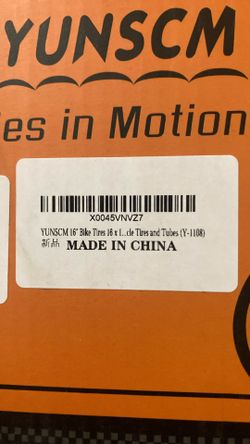 YUNSCM
es in Motion
X0045VNVZ7
YUNSCM 16" Bike Tires 16 x 1...cle Tires and Tubes (Y-1108)
新品 MADE IN CHINA